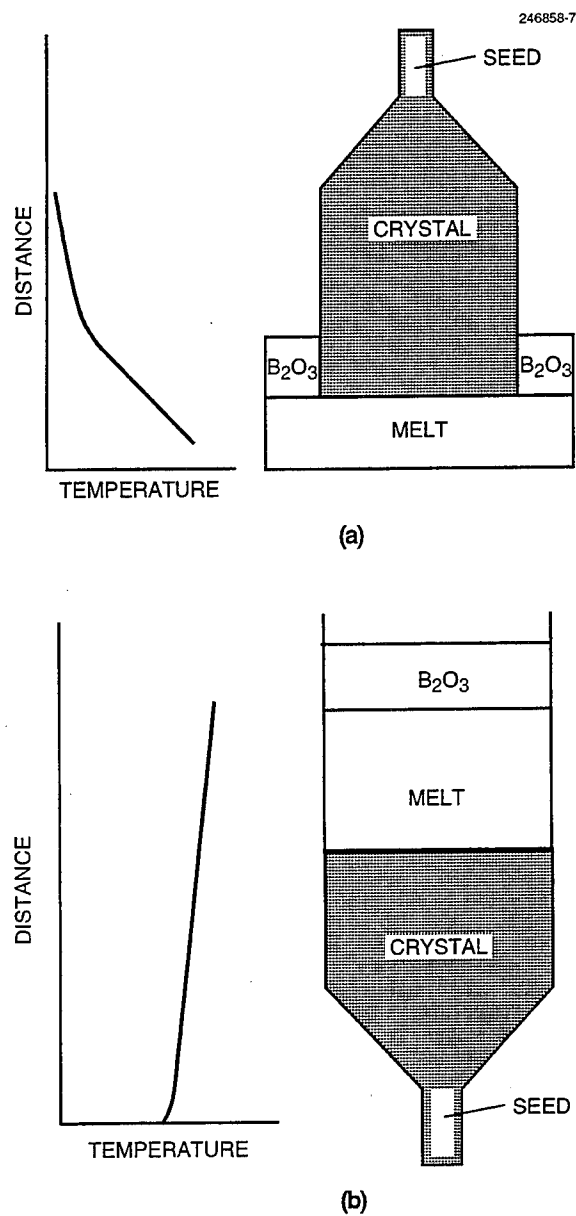 246858-7
SEED
CRYSTAL
DISTANCE
B₂O₃
B₂O₃
MELT
TEMPERATURE
(a)
B₂O₃
MELT
DISTANCE
CRYSTAL
SEED
TEMPERATURE
(b)